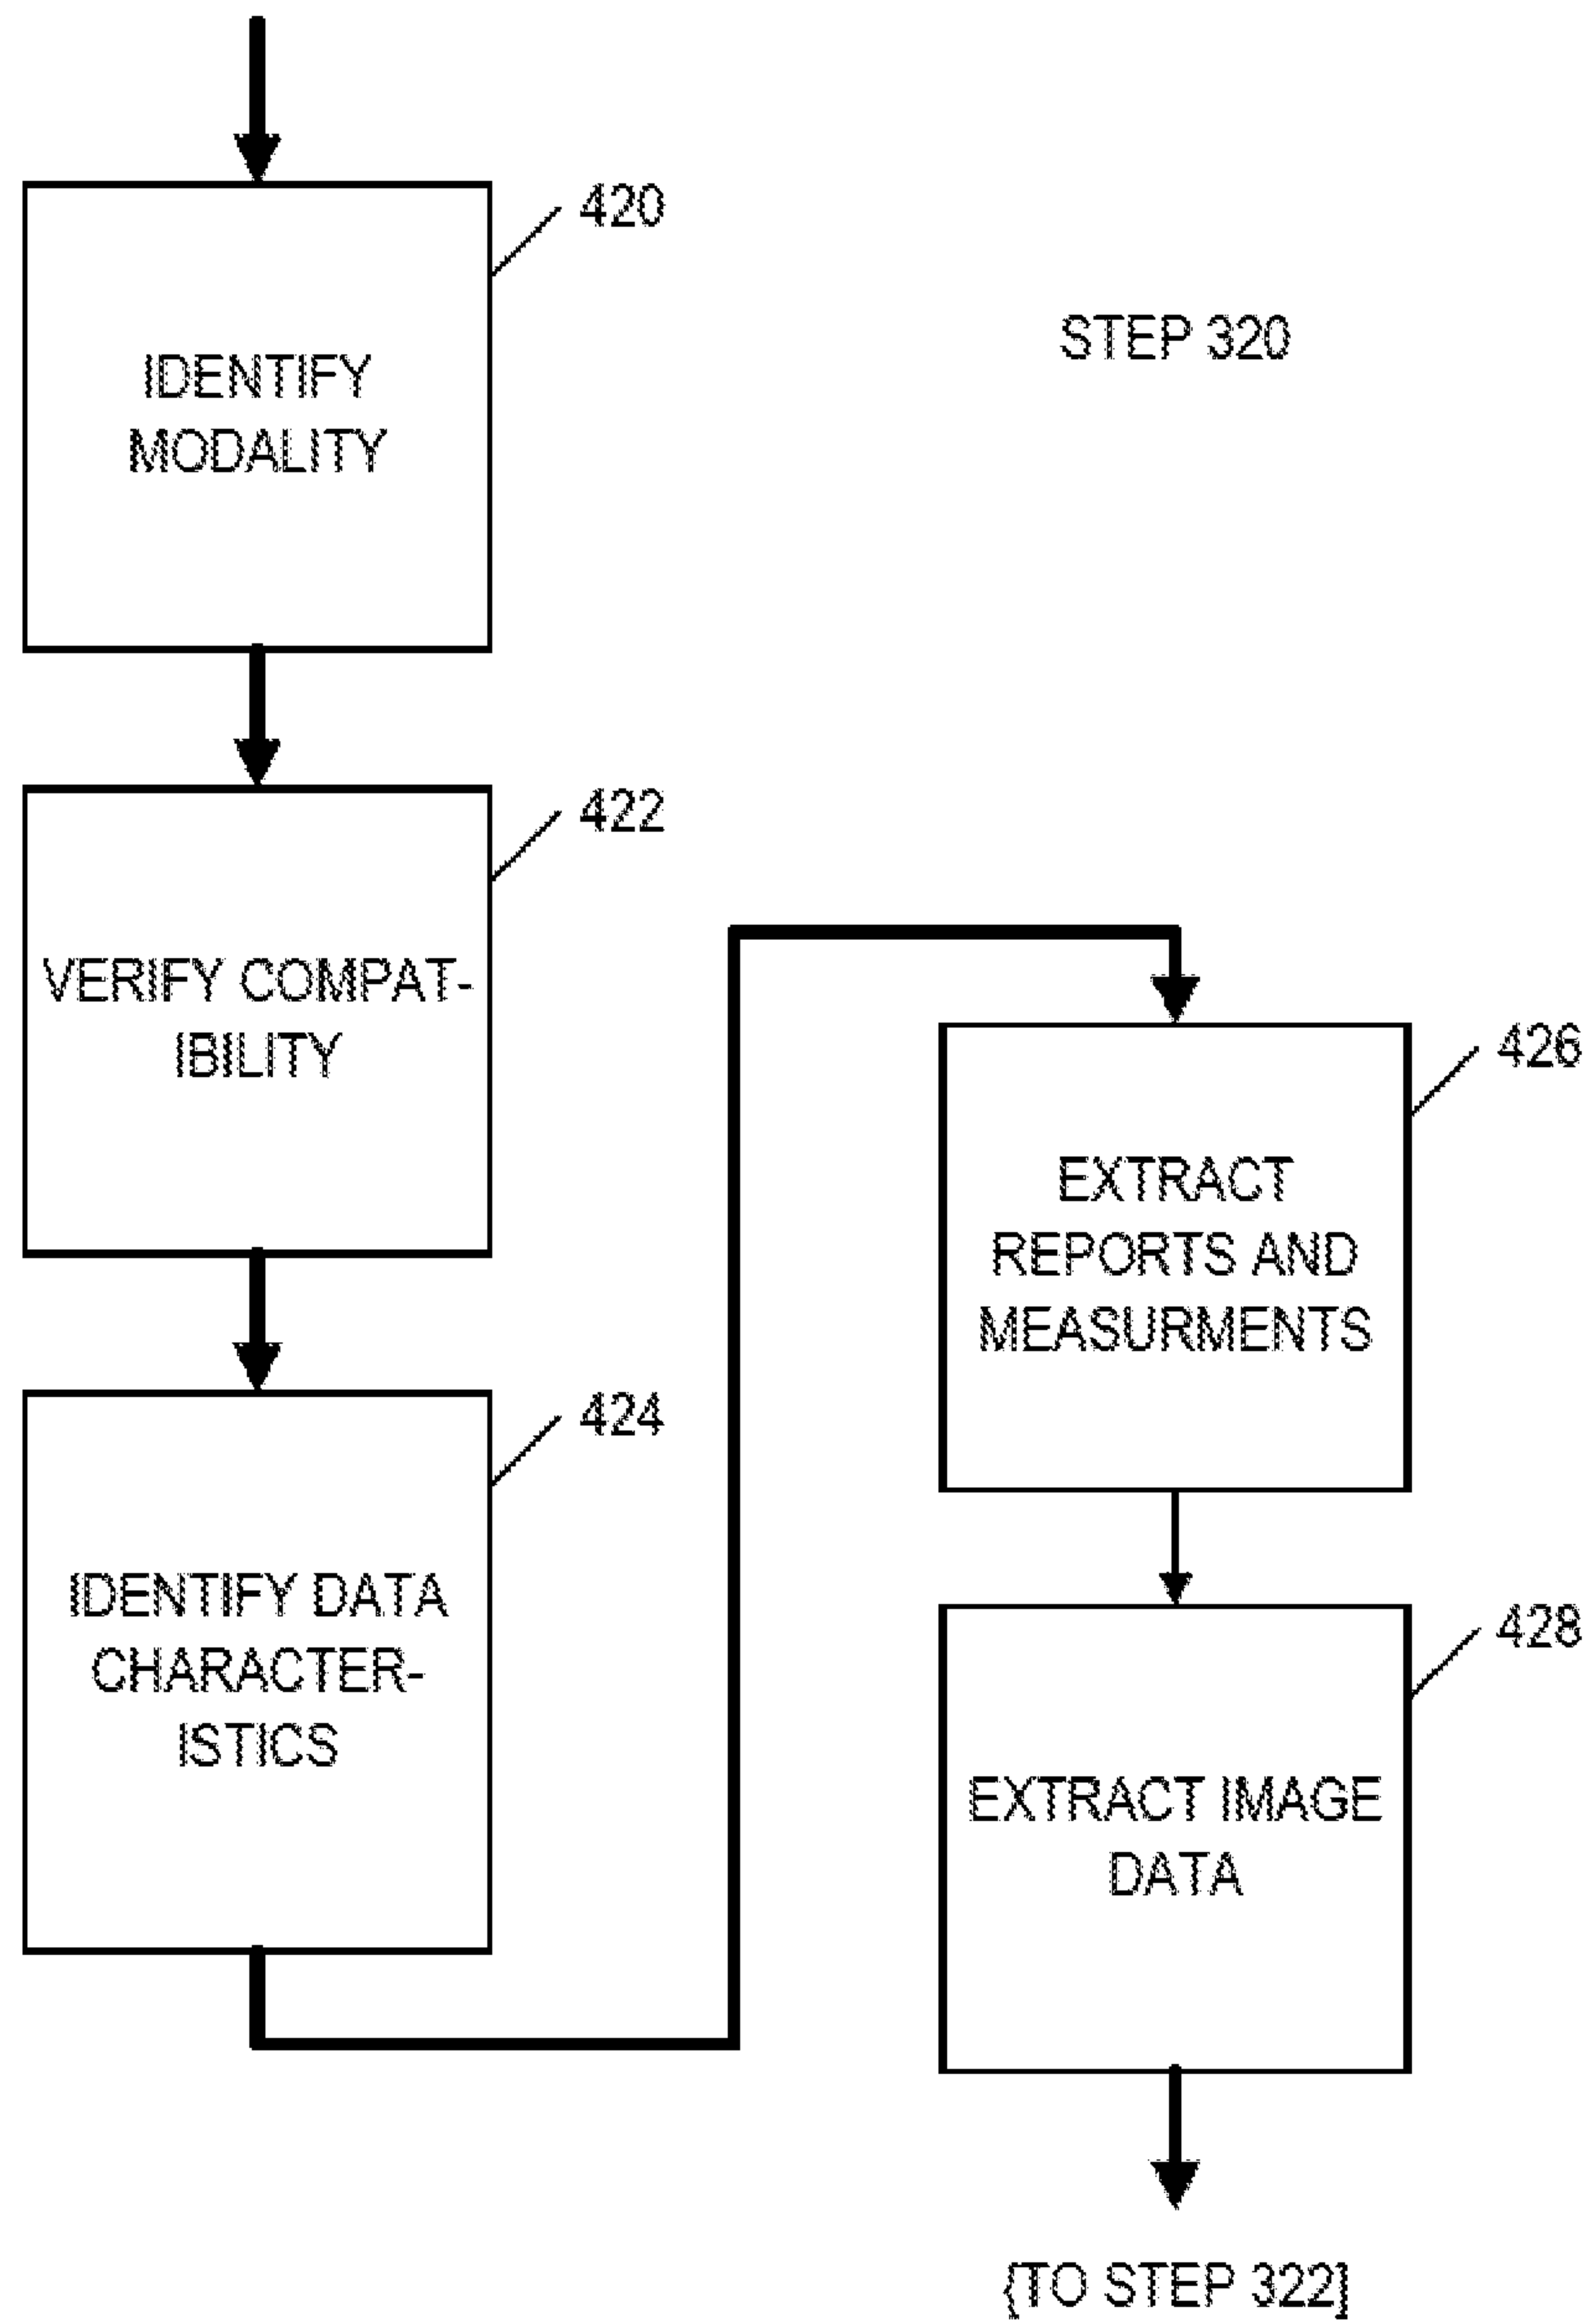 420
STEP 320
IDENTIFY
MODALITY
422
VERIFY COMPAT-
IBILITY
424
IDENTIFY DATA
CHARACTER-
ISTICS
426
EXTRACT
REPORTS AND
MEASURMENTS
428
EXTRACT IMAGE
DATA
{TO STEP 322]